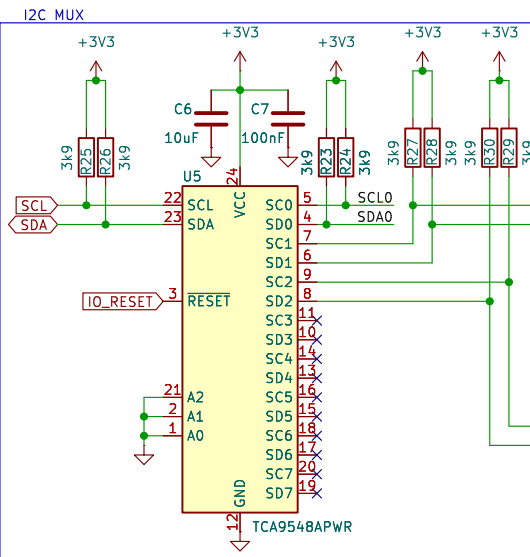 I2C MUX
+3V3
+3V3
+3V3
+3V3
+3V3
C6
10uF
C7
100nF
3k9
R25
R26
3k9
3k9
R23
R24
3k9
3k9
R27
R28
3k9
3k9
R30
R29
3k9
U5
24
VCC
SCL
22
SCL
SC0
5
SCL0
SDA
23
SDA
SD0
4
SDA0
SC1
7
SD1
6
SC2
9
IO_RESET
3
RESET
SD2
8
SC3
11
SD3
10
SC4
14
SD4
13
21
A2
SC5
16
2
A1
SD5
15
1
A0
SC6
18
SD6
17
SC7
20
SD7
19
GND
12
TCA9548APWR